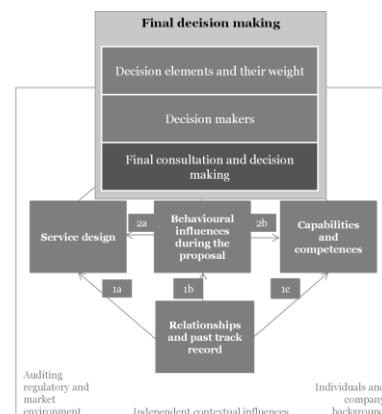 Final decision making
Decision elements and their weight
Decision makers
Final consultation and decision
making
2a
Behavioural
influences
during the
proposal
2b
Service design
Capabilities
and
competences
1a
1b
1c
Relationships
and past track
record
Auditing
regulatory and
market
environment
Independent contextual influences
Individuals and
company
background